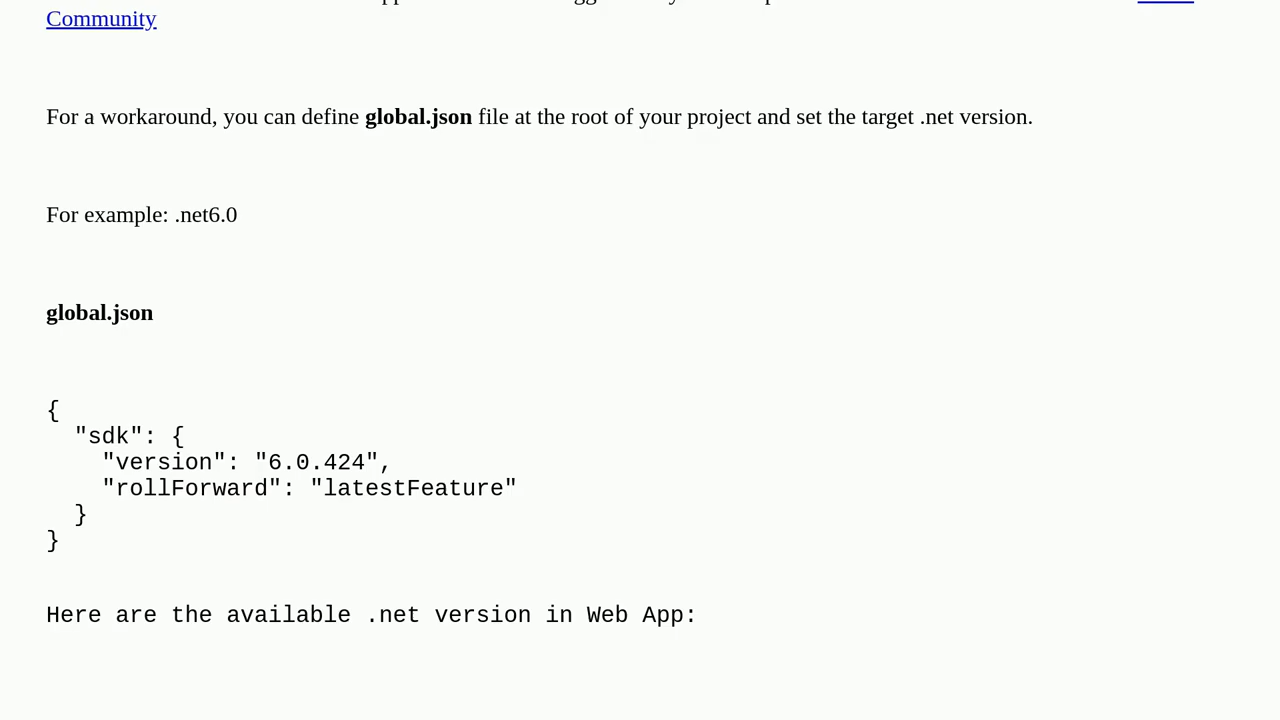 Community
For a workaround, you can define global.json file at the root of your project and set the target .net version.
For example: .net6.0
global.json
{
  "sdk": {
    "version": "6.0.424",
    "rollForward": "latestFeature"
  }
}
Here are the available .net version in Web App: